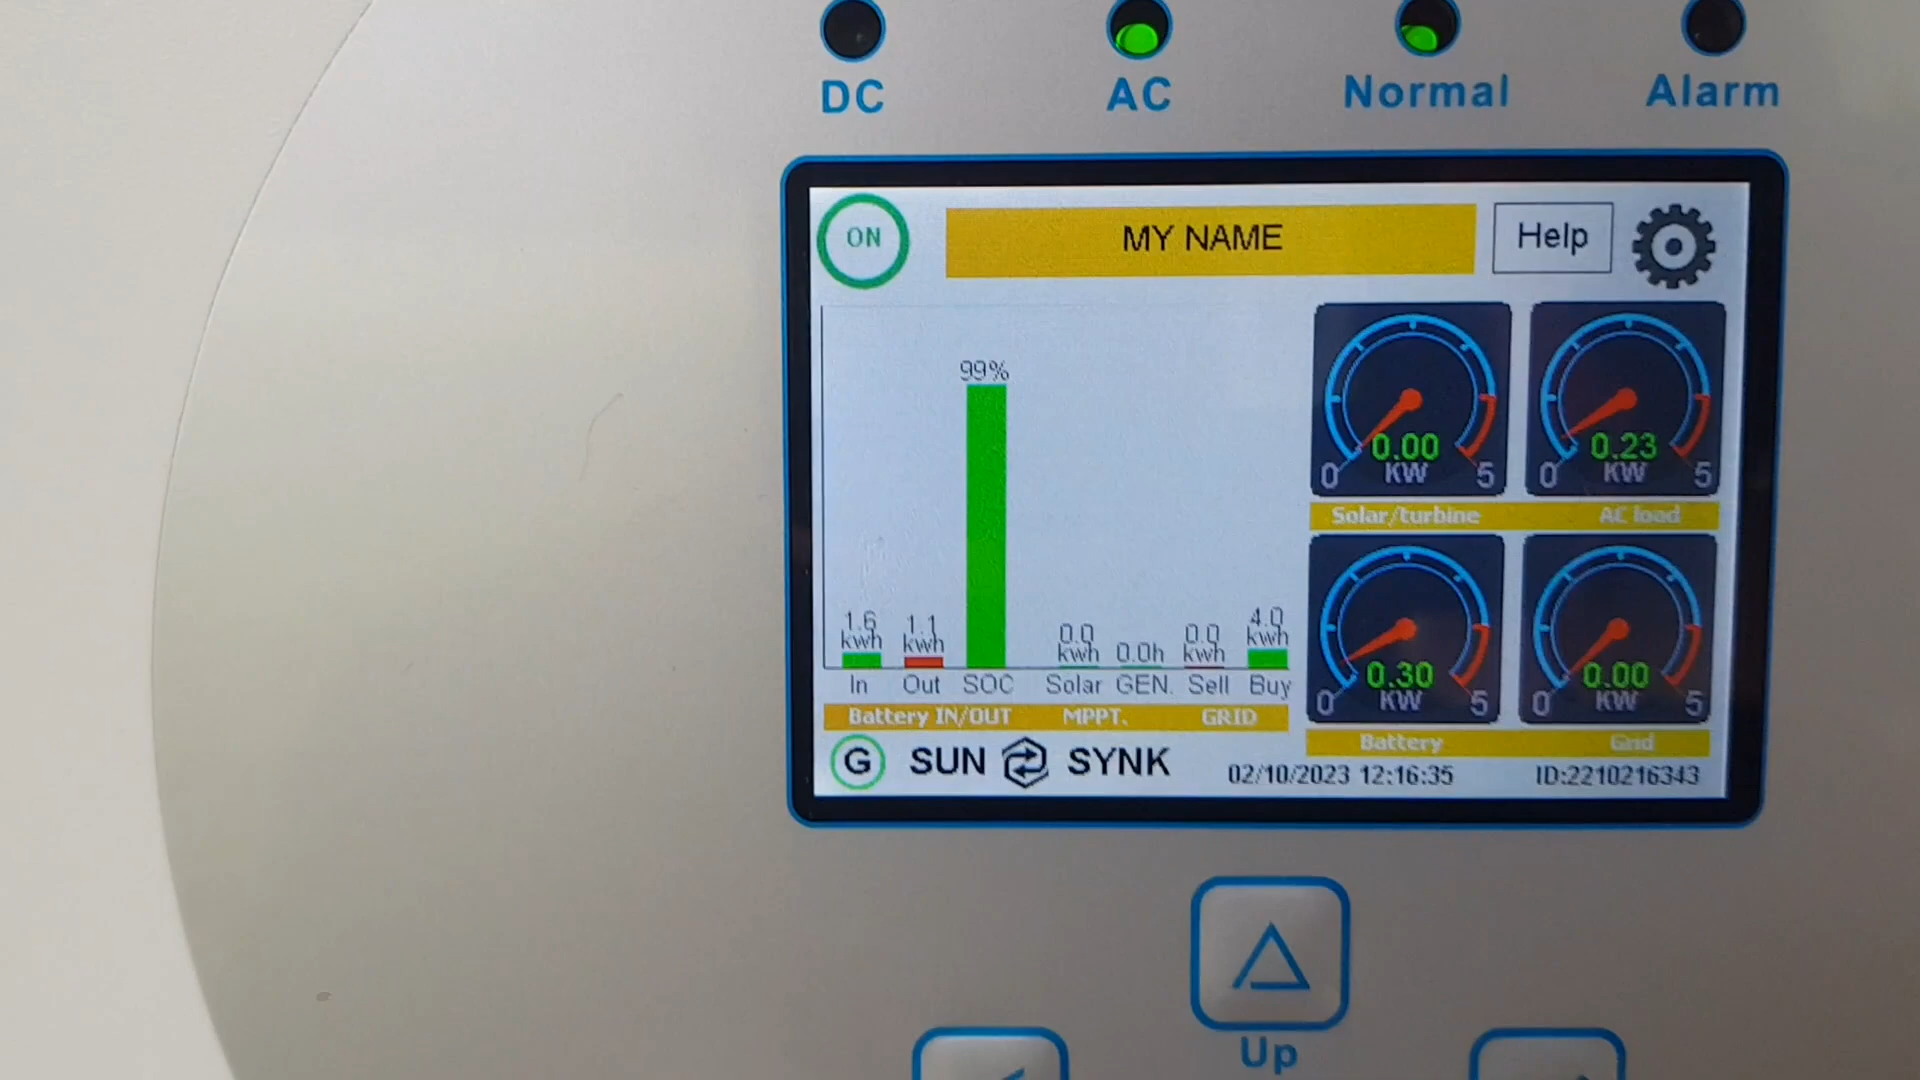 DC AC Normal Alarm
ON MY NAME Help
99%
1.6 kwh 1.1 kwh 0.0 kwh 0.0h 0.0 kwh 4.0 kwh
In Out SOC Solar GEN. Sell Buy
Battery IN/OUT MPPT. GRID
0.00 KW 0 5
0.23 KW 0 5
Solar/turbine AC load
0.30 KW 0 5
0.00 KW 0 5
Battery Grid
G SUN SYNK 02/10/2023 12:16:35 ID:2210216343
Up